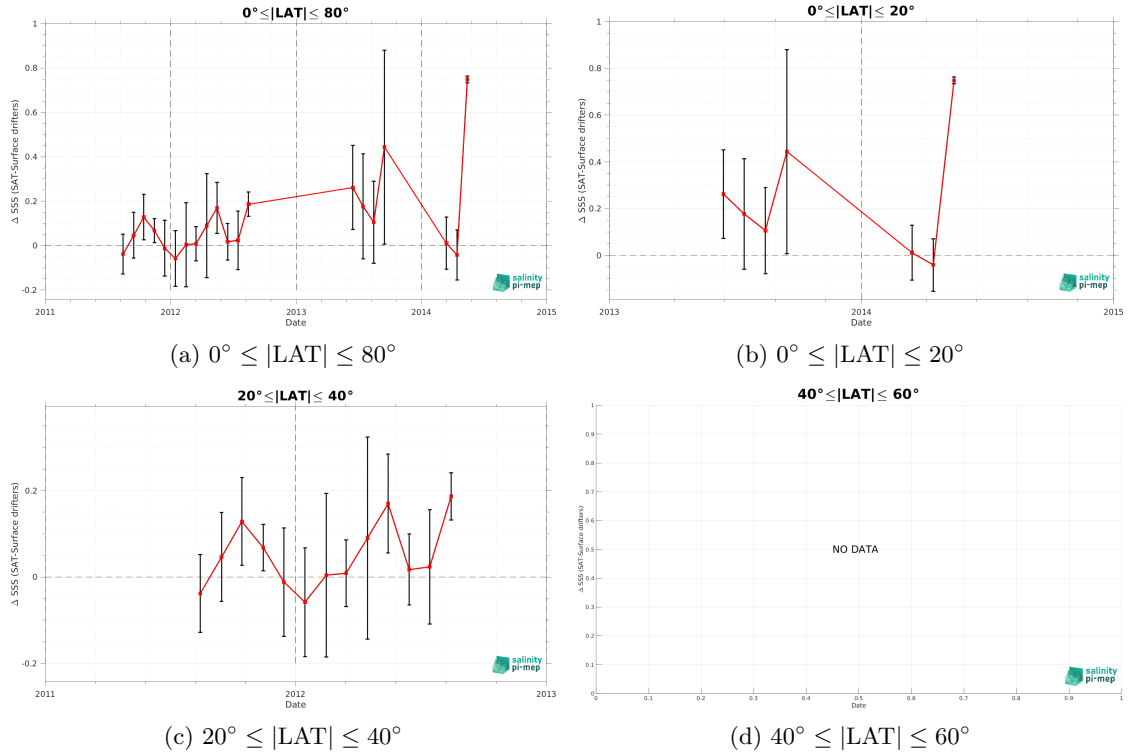 0°≤|LAT|≤ 80°
1
0.8
0.6
0.4
0.2
0
-0.2
Δ SSS (SAT-Surface drifters)
2011
2012
2013
2014
2015
Date
salinity
pi-mep
(a) 0° ≤ |LAT| ≤ 80°
0°≤|LAT|≤ 20°
1
0.8
0.6
0.4
0.2
0
Δ SSS (SAT-Surface drifters)
2013
2014
2015
Date
salinity
pi-mep
(b) 0° ≤ |LAT| ≤ 20°
20°≤|LAT|≤ 40°
0.2
0
-0.2
Δ SSS (SAT-Surface drifters)
2011
2012
2013
Date
salinity
pi-mep
(c) 20° ≤ |LAT| ≤ 40°
40°≤|LAT|≤ 60°
1
0.9
0.8
0.7
0.6
0.5
0.4
0.3
0.2
0.1
0
Δ SSS (SAT-Surface drifters)
NO DATA
0
0.1
0.2
0.3
0.4
0.5
0.6
0.7
0.8
0.9
1
Date
salinity
pi-mep
(d) 40° ≤ |LAT| ≤ 60°